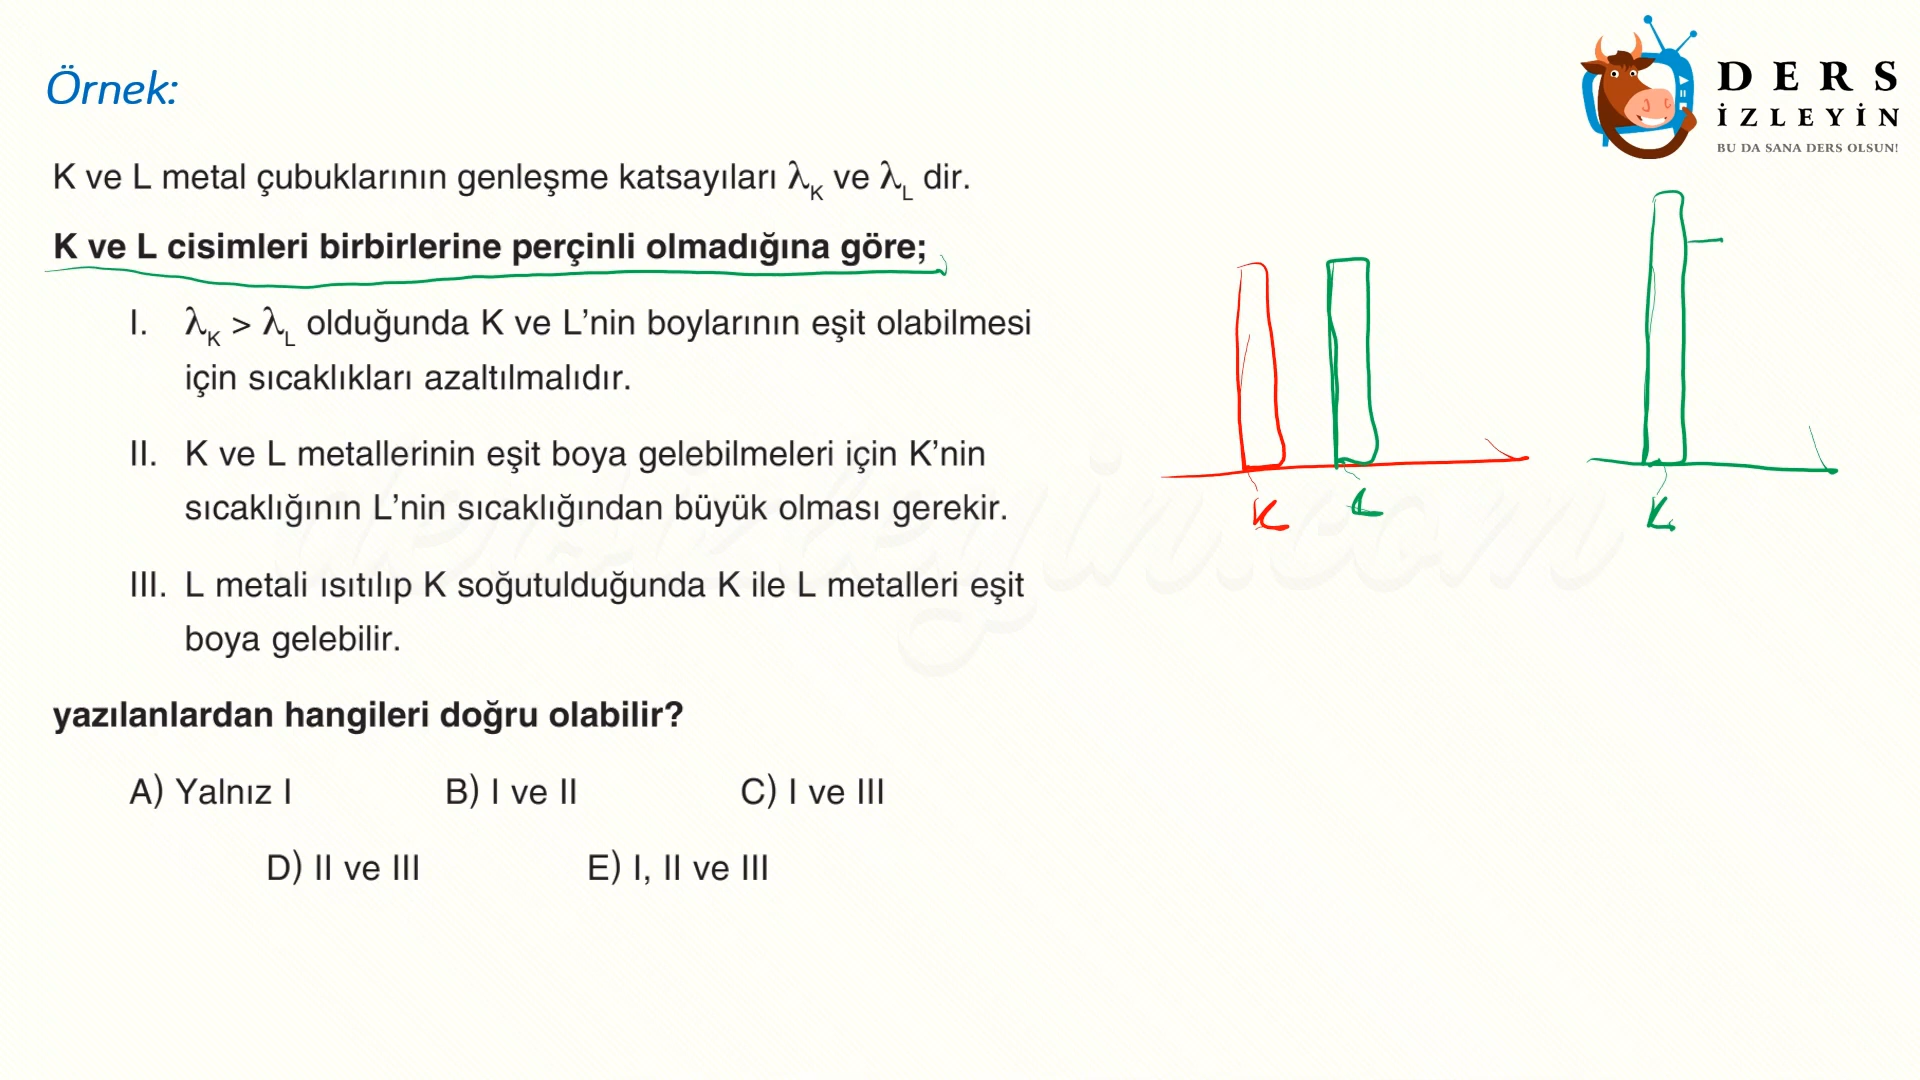 Örnek:
DERS
İZLEYİN
BU DA SANA DERS OLSUN!
K ve L metal çubuklarının genleşme katsayıları λK ve λL dir.
K ve L cisimleri birbirlerine perçinli olmadığına göre;
I. λK > λL olduğunda K ve L’nin boylarının eşit olabilmesi
için sıcaklıkları azaltılmalıdır.
II. K ve L metallerinin eşit boya gelebilmeleri için K’nin
sıcaklığının L’nin sıcaklığından büyük olması gerekir.
III. L metali ısıtılıp K soğutulduğunda K ile L metalleri eşit
boya gelebilir.
yazılanlardan hangileri doğru olabilir?
A) Yalnız I B) I ve II C) I ve III
D) II ve III E) I, II ve III
K L K
dersizleyin.com